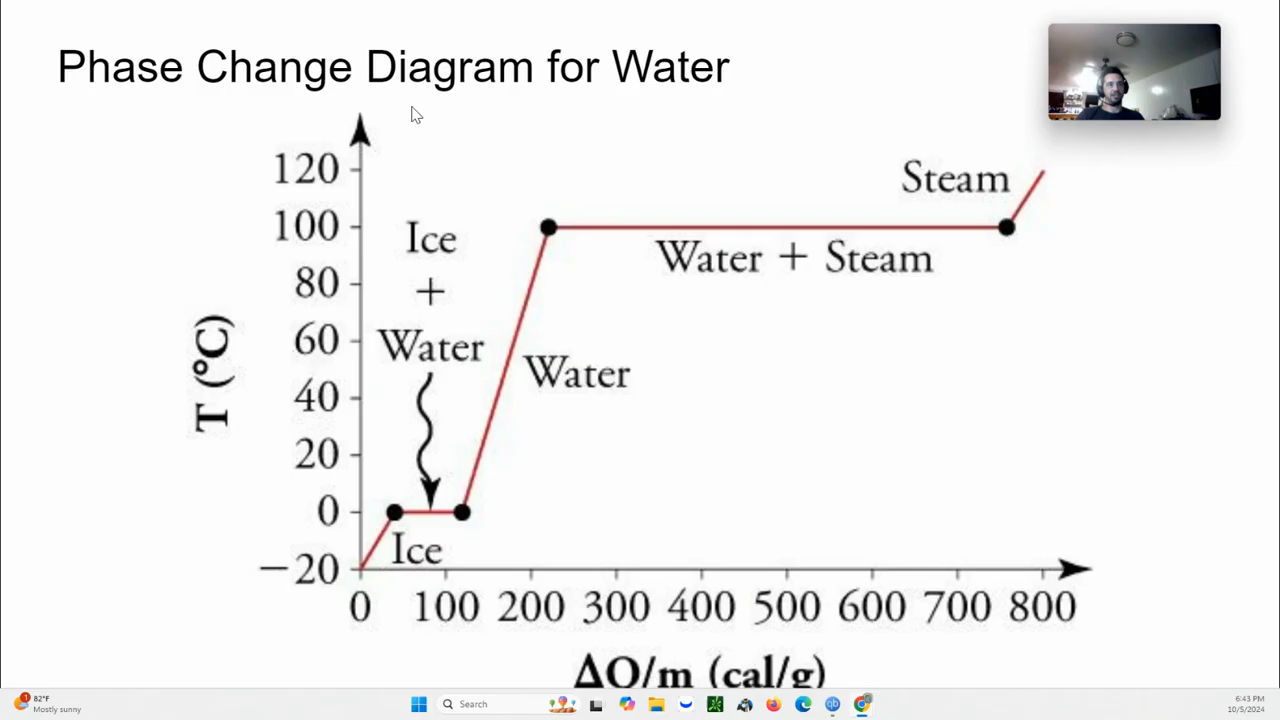 Phase Change Diagram for Water
120
100
80
60
40
20
0
−20
T (°C)
Ice
+
Water
Ice
Water
Water + Steam
Steam
0 100 200 300 400 500 600 700 800
ΔQ/m (cal/g)
1
82°F
Mostly sunny
Search
qb
6:43 PM
10/5/2024